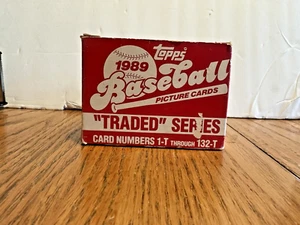 1989
Topps
Baseball
PICTURE CARDS
"TRADED" SERIES
CARD NUMBERS 1-T THROUGH 132-T